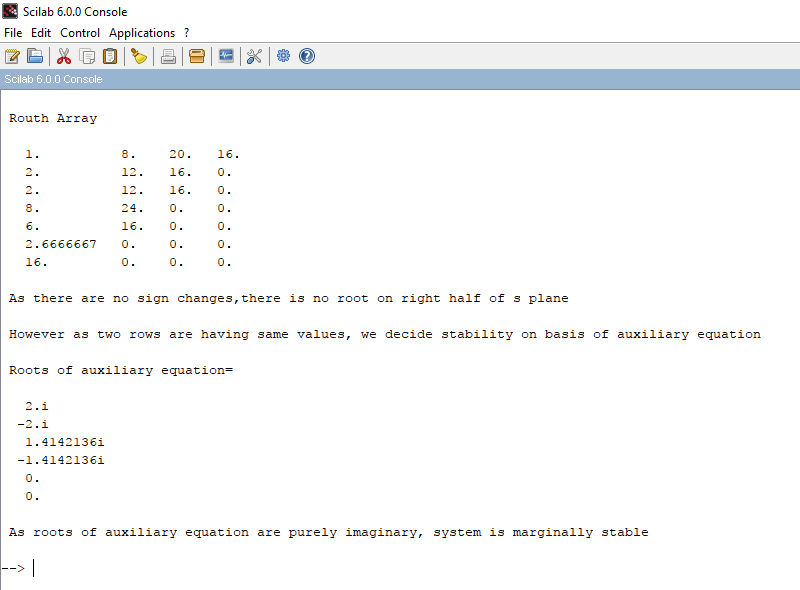 Scilab 6.0.0 Console
File Edit Control Applications ?
Scilab 6.0.0 Console
Routh Array
1. 8. 20. 16.
2. 12. 16. 0.
2. 12. 16. 0.
8. 24. 0. 0.
6. 16. 0. 0.
2.6666667 0. 0. 0.
16. 0. 0. 0.
As there are no sign changes,there is no root on right half of s plane
However as two rows are having same values, we decide stability on basis of auxiliary equation
Roots of auxiliary equation=
2.i
-2.i
1.4142136i
-1.4142136i
0.
0.
As roots of auxiliary equation are purely imaginary, system is marginally stable
-->